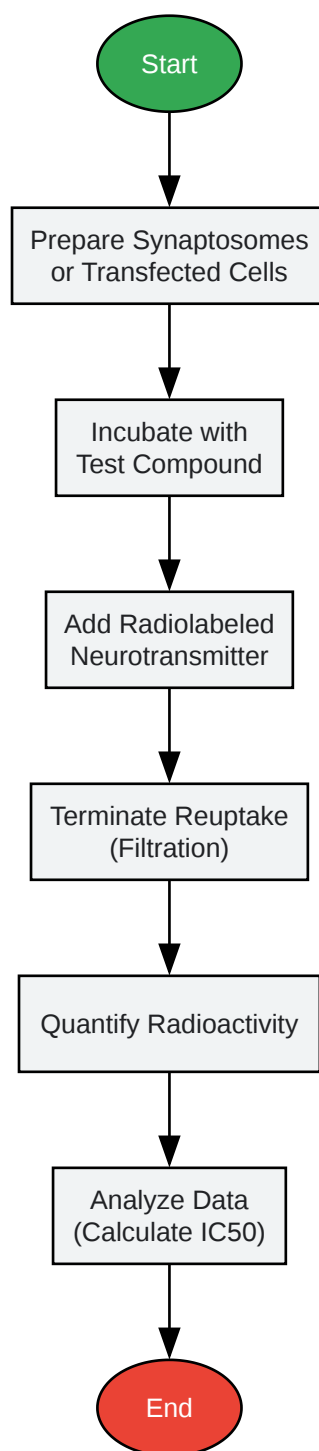 Start
Prepare Synaptosomes
or Transfected Cells
Incubate with
Test Compound
Add Radiolabeled
Neurotransmitter
Terminate Reuptake
(Filtration)
Quantify Radioactivity
Analyze Data
(Calculate IC50)
End